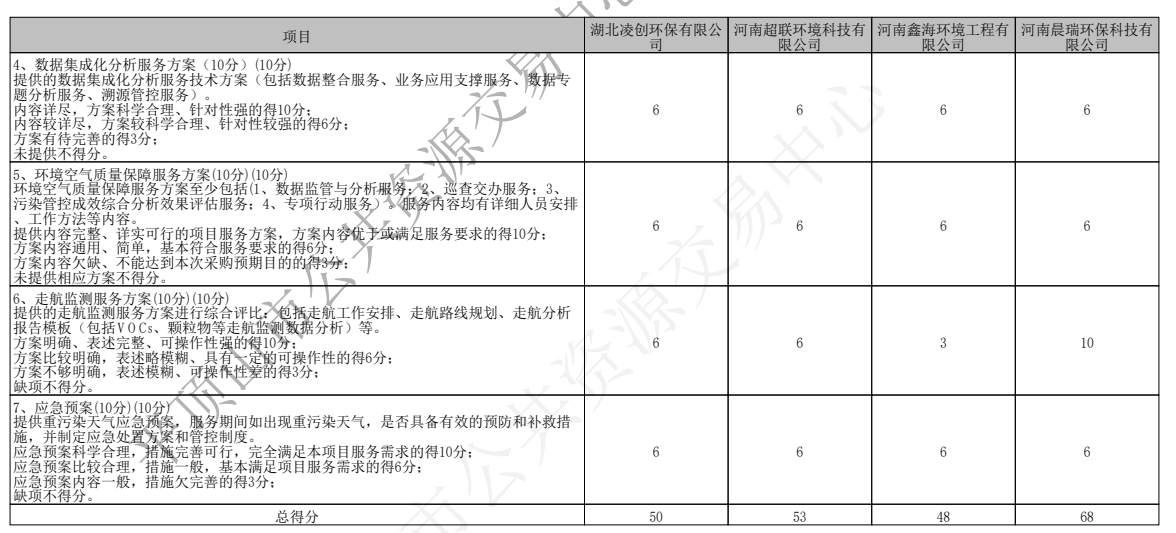 项目
湖北凌创环保有限公
司
河南超联环境科技有
限公司
河南鑫海环境工程有
限公司
河南晨瑞环保科技有
限公司
4、数据集成化分析服务方案（10分）(10分)
提供的数据集成化分析服务技术方案（包括数据整合服务、业务应用支撑服务、数据专
题分析服务、溯源管控服务）。
内容详尽，方案科学合理、针对性强的得10分；
内容较详尽，方案较科学合理、针对性较强的得6分；
方案有待完善的得3分；
未提供不得分。
6
6
6
6
5、环境空气质量保障服务方案(10分)(10分)
环境空气质量保障服务方案至少包括(1、数据监管与分析服务；2、巡查交办服务；3、
污染管控成效综合分析效果评估服务；4、专项行动服务）。服务内容均有详细人员安排
、工作方法等内容。
提供内容完整、详实可行的项目服务方案，方案内容优于或满足服务要求的得10分；
方案内容通用、简单，基本符合服务要求的得6分；
方案内容欠缺、不能达到本次采购预期目的的得3分；
未提供相应方案不得分。
6
6
6
6
6、走航监测服务方案(10分)(10分)
提供的走航监测服务方案进行综合评比：包括走航工作安排、走航路线规划、走航分析
报告模板（包括VOCs、颗粒物等走航监测数据分析）等。
方案明确、表述完整、可操作性强的得10分；
方案比较明确，表述略模糊、具有一定的可操作性的得6分；
方案不够明确，表述模糊、可操作性差的得3分；
缺项不得分。
6
6
3
10
7、应急预案(10分)(10分)
提供重污染天气应急预案，服务期间如出现重污染天气，是否具备有效的预防和补救措
施，并制定应急处置方案和管控制度。
应急预案科学合理，措施完善可行，完全满足本项目服务需求的得10分；
应急预案比较合理，措施一般，基本满足项目服务需求的得6分；
应急预案内容一般，措施欠完善的得3分；
缺项不得分。
6
6
6
6
总得分
50
53
48
68
平顶山市公共资源交易中心
市公共资源交易中心